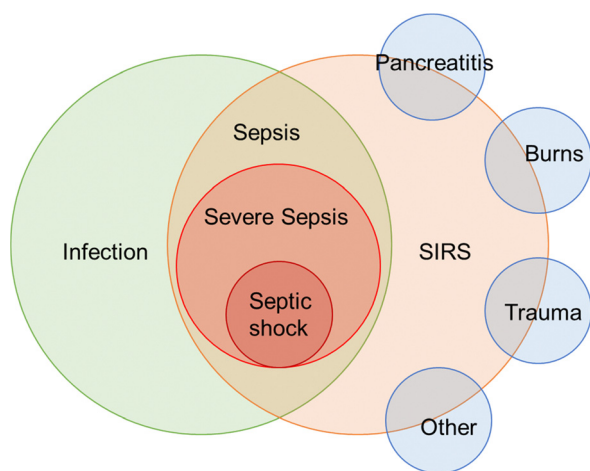 Pancreatitis
Sepsis
Burns
Severe Sepsis
Infection
SIRS
Septic
shock
Trauma
Other